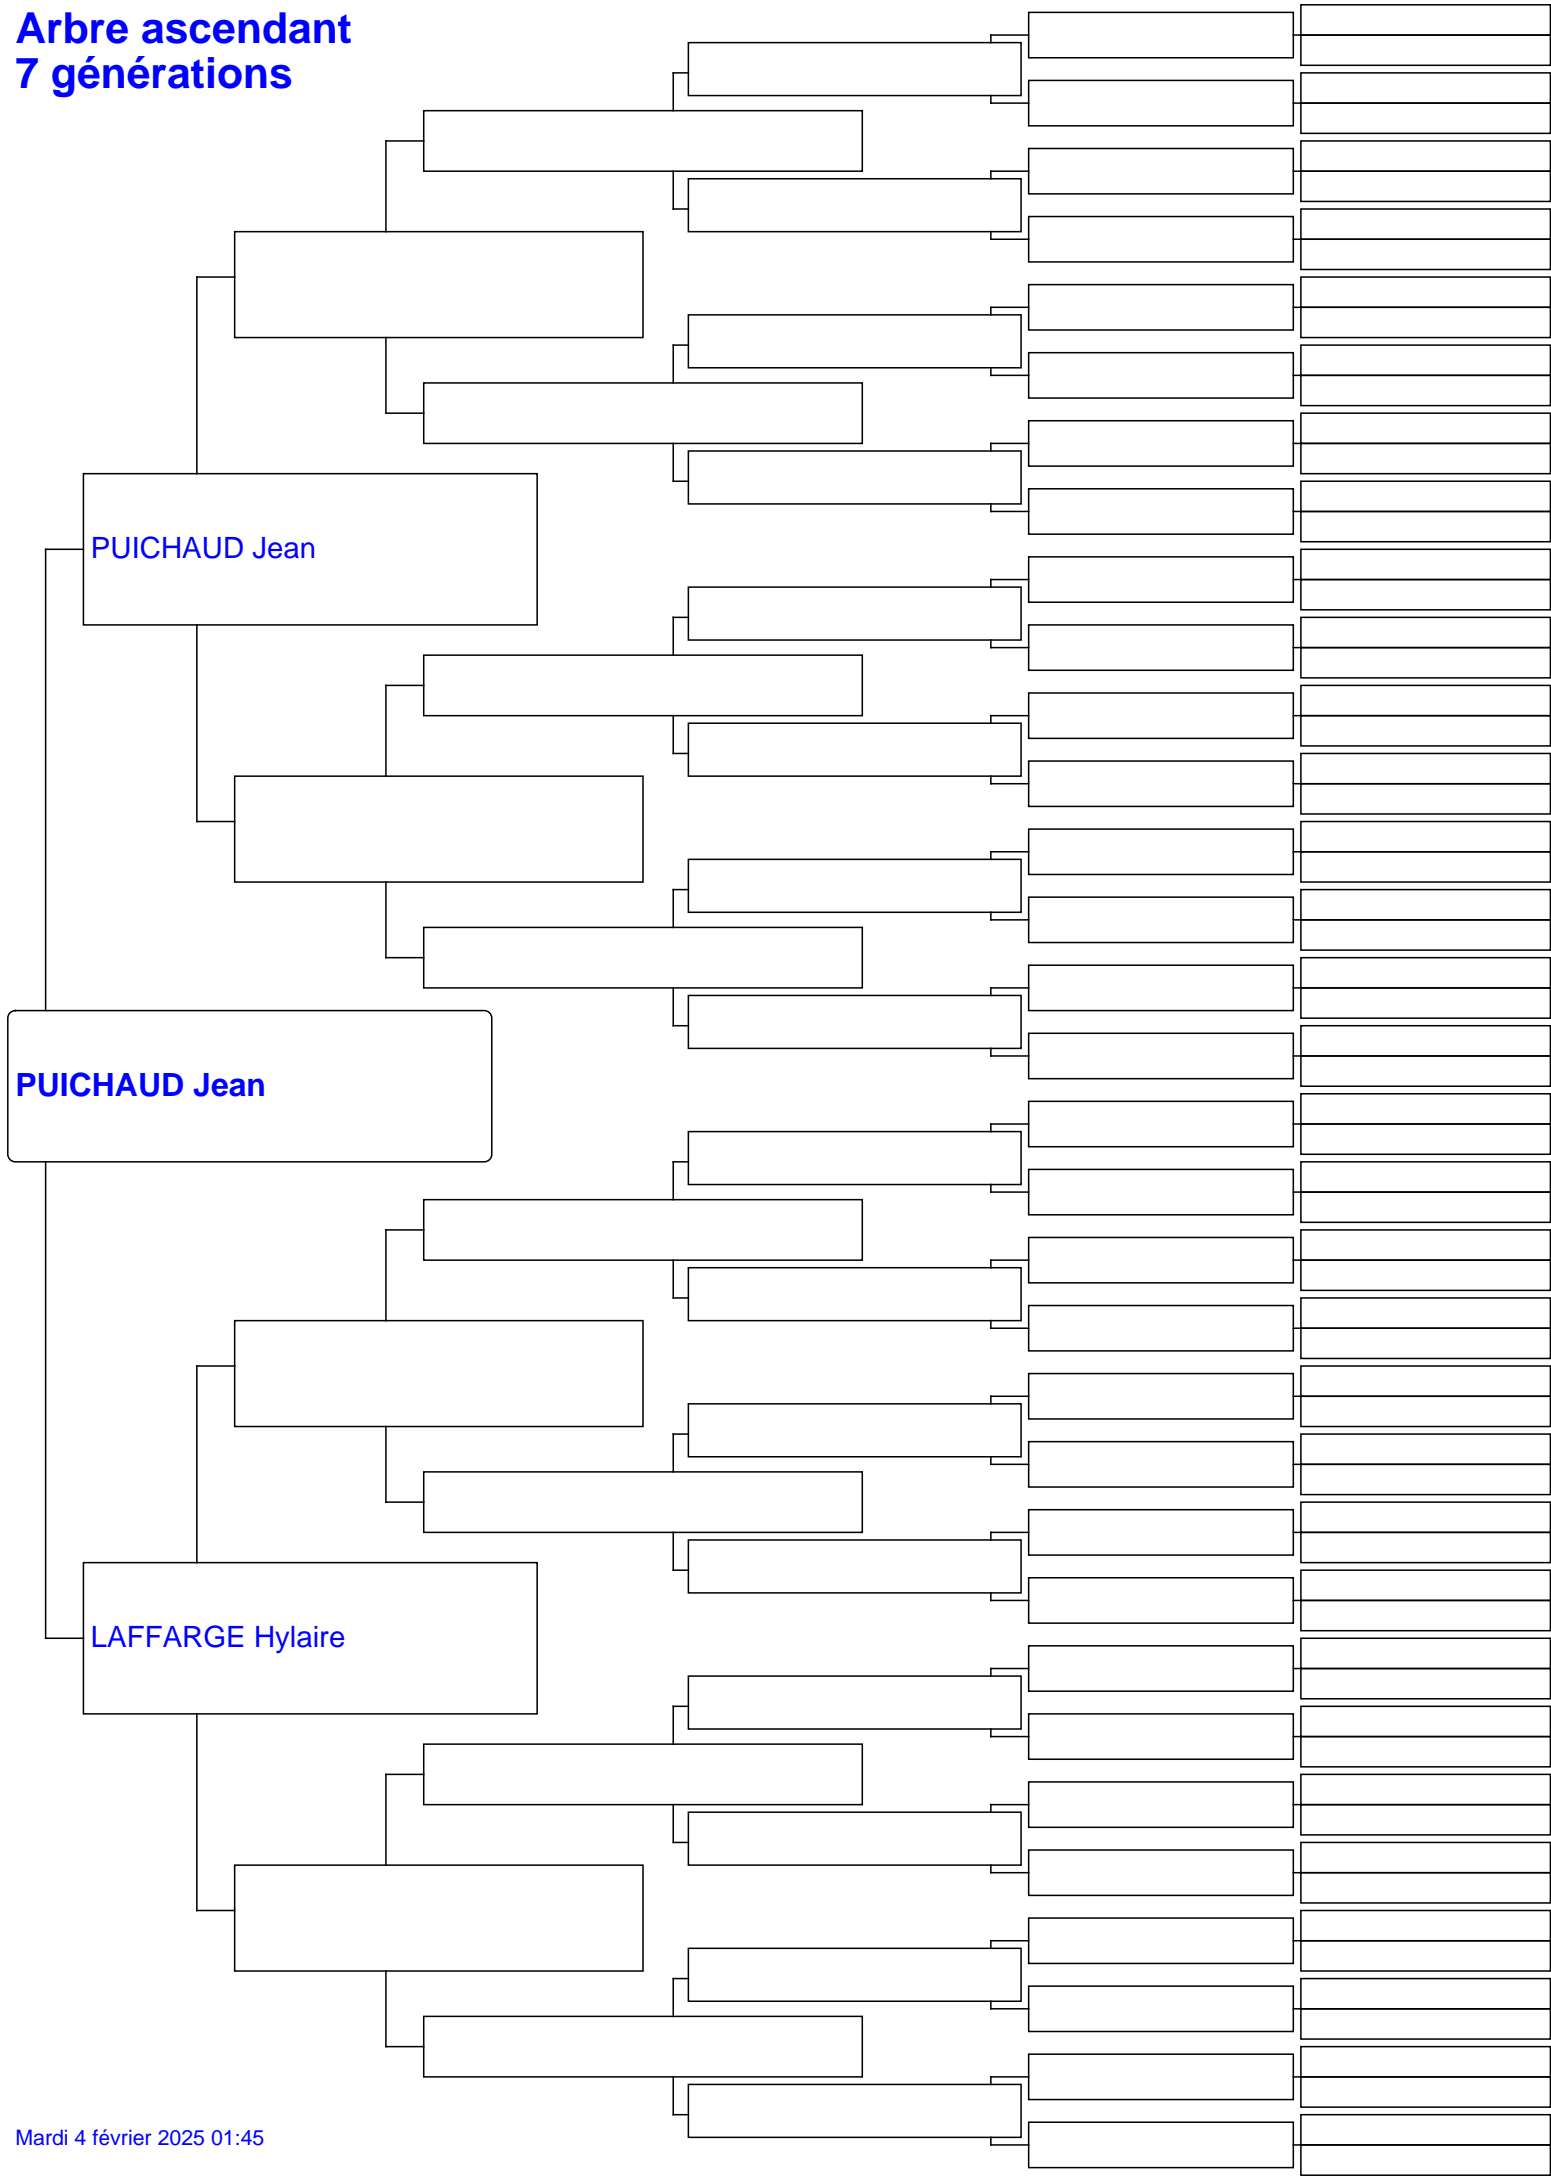 Arbre ascendant
7 générations
PUICHAUD Jean
PUICHAUD Jean
LAFFARGE Hylaire
Mardi 4 février 2025 01:45